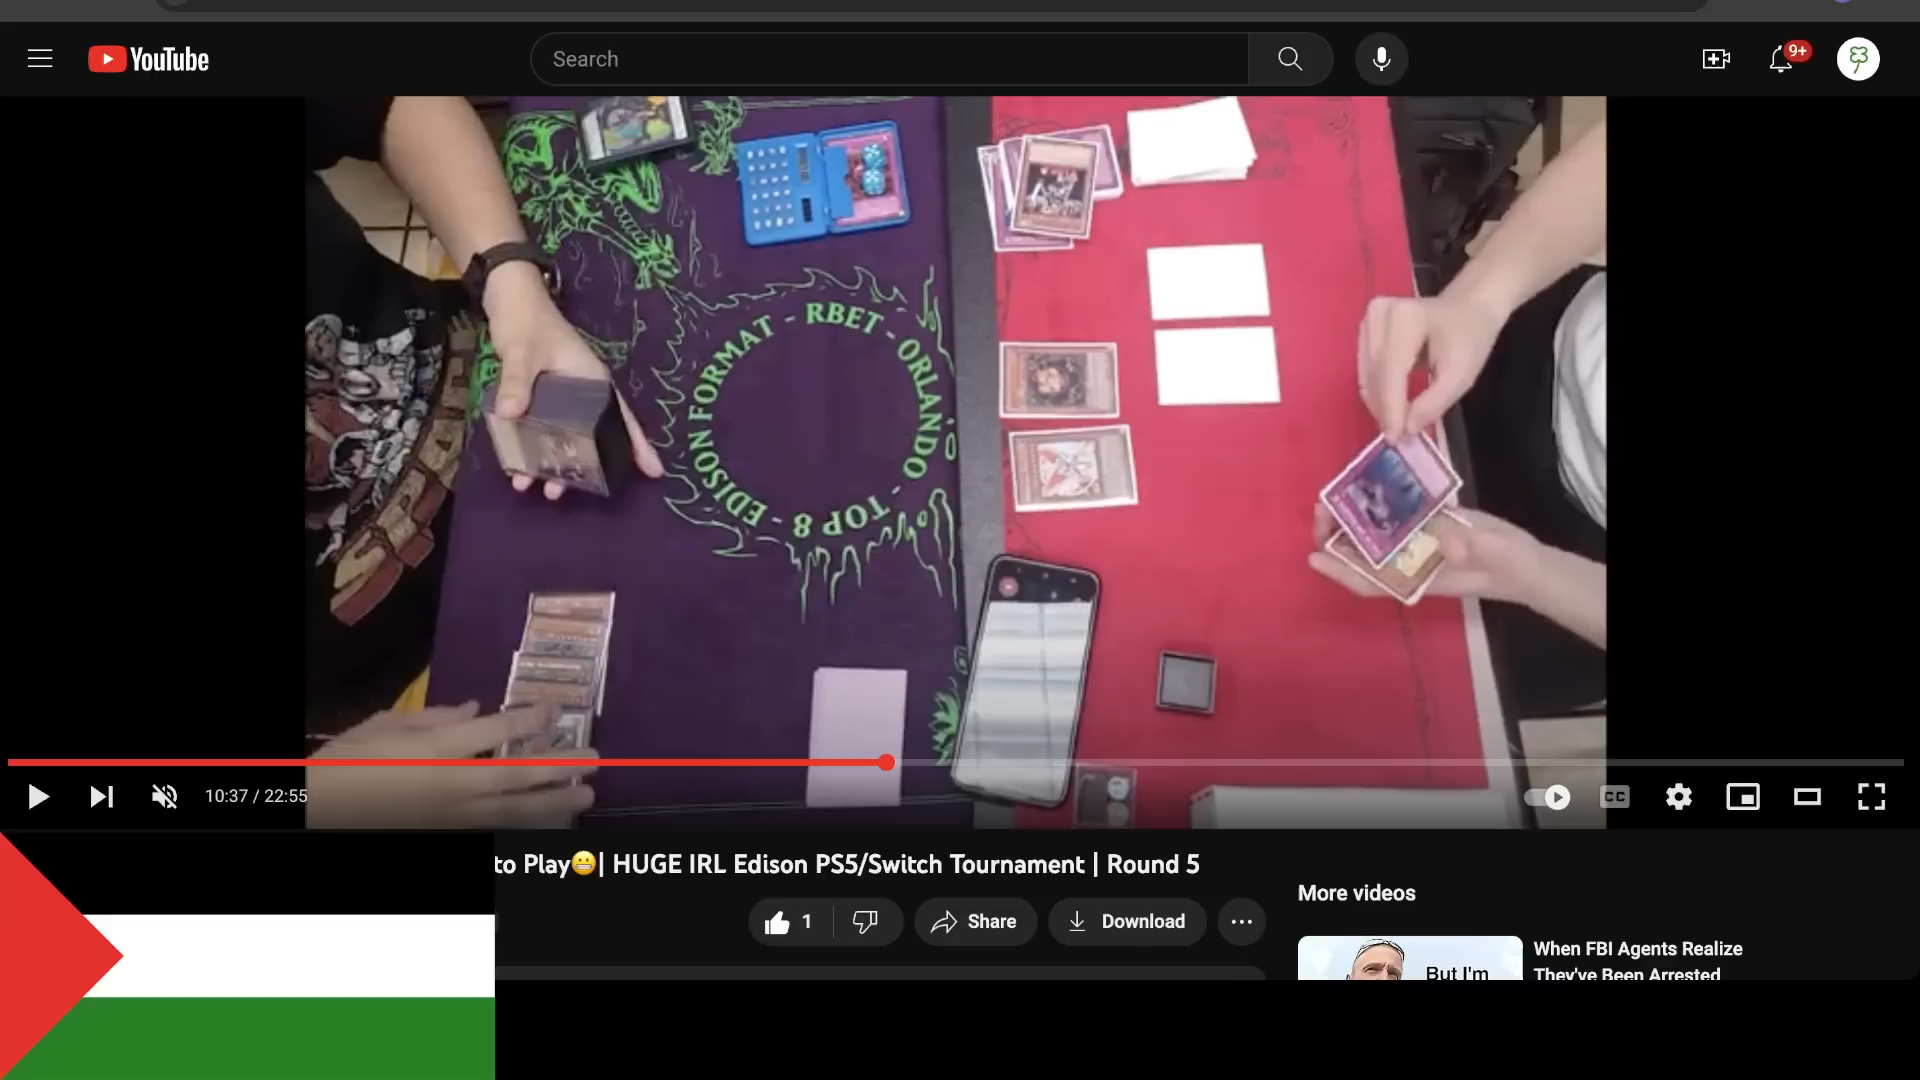 YouTube
Search
9+
EDISON FORMAT - RBET - ORLANDO - TOP 8 -
10:37 / 22:55
CC
to Play😬| HUGE IRL Edison PS5/Switch Tournament | Round 5
1
Share
Download
More videos
But I'm
When FBI Agents Realize
They've Been Arrested